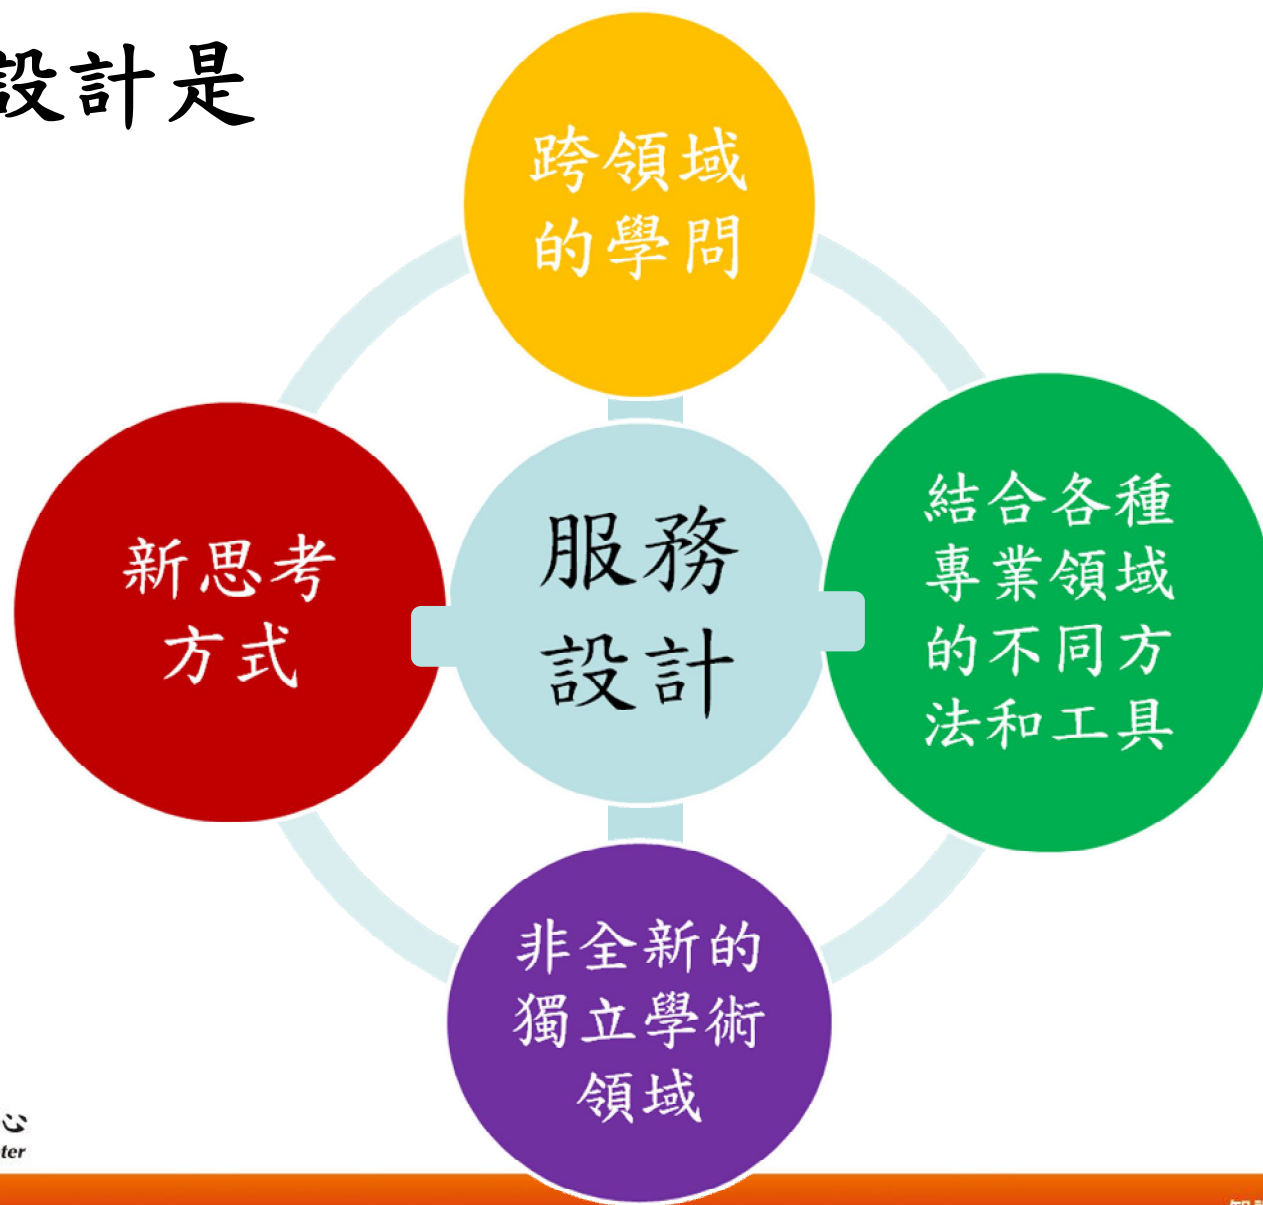 設計是
跨領域
的學問
新思考
方式
服務
設計
結合各種
專業領域
的不同方
法和工具
非全新的
獨立學術
領域
心
ter